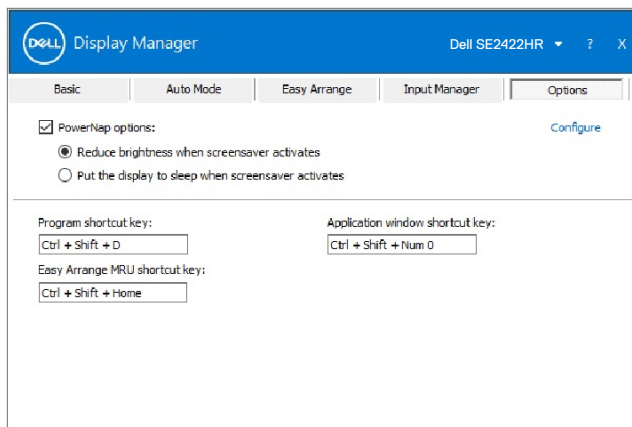 DELL Display Manager Dell SE2422HR ? X
Basic Auto Mode Easy Arrange Input Manager Options
PowerNap options: Configure
Reduce brightness when screensaver activates
Put the display to sleep when screensaver activates
Program shortcut key: Application window shortcut key:
Ctrl + Shift + D Ctrl + Shift + Num 0
Easy Arrange MRU shortcut key:
Ctrl + Shift + Home